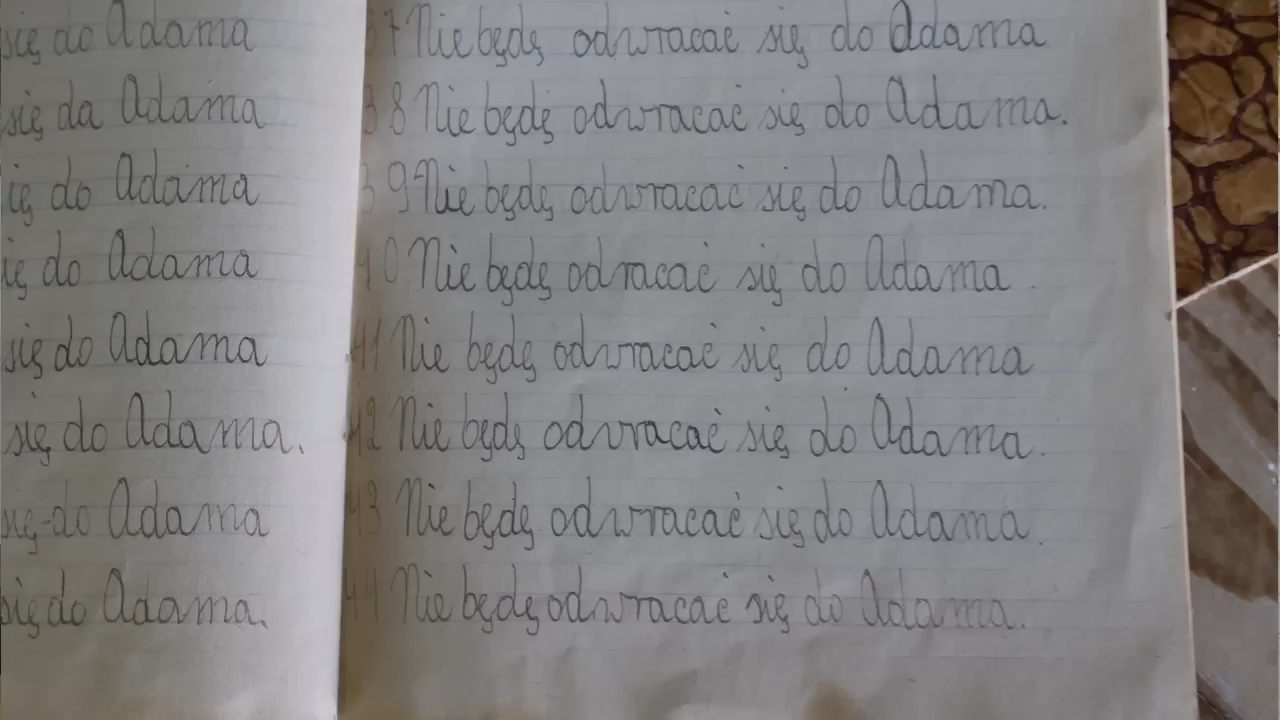 się do Adama
się da Adama
ię do Adama
ię do Adama
się do Adama
się do Adama.
się-do Adama
się do Adama.
37 Nie będę odwracać się do Adama
38 Nie będę odwracać się do Adama.
39 Nie będę odwracać się do Adama.
40 Nie będę odwracać się do Adama.
41 Nie będę odwracać się do Adama
42 Nie będę odwracać się do Adama.
43 Nie będę odwracać się do Adama.
44 Nie będę odwracać się do Adama.